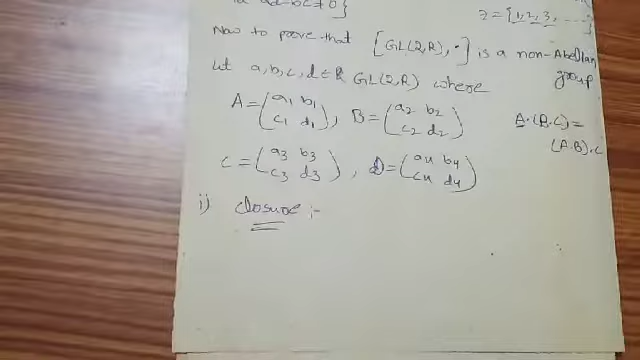 ad-bc≠0}
z={1,2,3,...
Now to prove that [GL(2,R), ·] is a non-Abelian group
Let a,b,c,d ∈ R GL(2,R) where
A=(a1 b1 c1 d1), B=(a2 b2 c2 d2)
A·(B·C)=
(A·B)·C
C=(a3 b3 c3 d3), D=(a4 b4 c4 d4)
i) closure :-